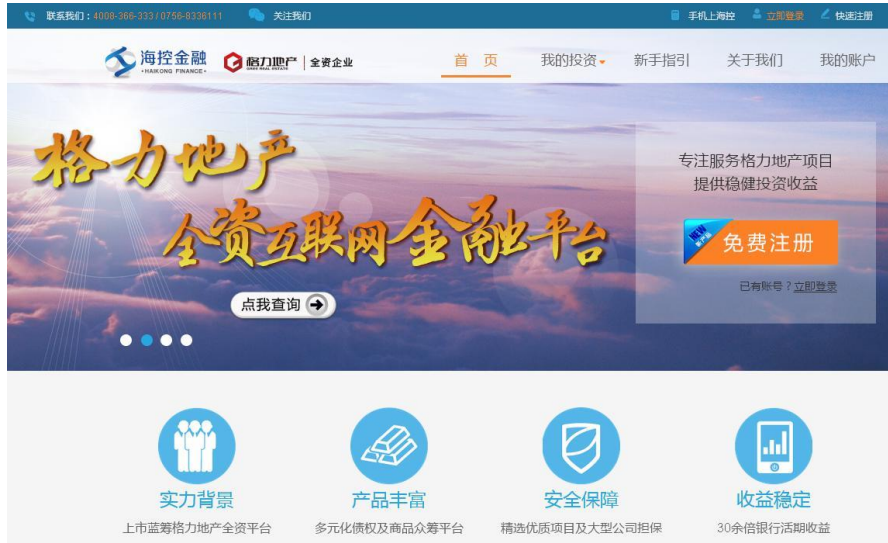 联系我们：4008-366-333 / 0756-8336111 关注我们 手机上海控 立即登录 快速注册
海控金融 ·HAIKONG FINANCE· 格力地产 GREE REAL ESTATE 全资企业 首 页 我的投资 新手指引 关于我们 我的账户
格力地产
全资互联网金融平台
点我查询
专注服务格力地产项目
提供稳健投资收益
NEW 新产品 免费注册
已有账号？立即登录
实力背景 产品丰富 安全保障 收益稳定
上市蓝筹格力地产全资平台 多元化债权及商品众筹平台 精选优质项目及大型公司担保 30余倍银行活期收益